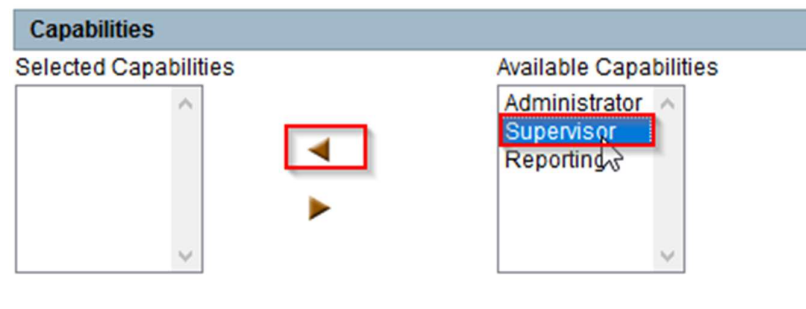 Capabilities
Selected Capabilities
Available Capabilities
Administrator
Supervisor
Reporting